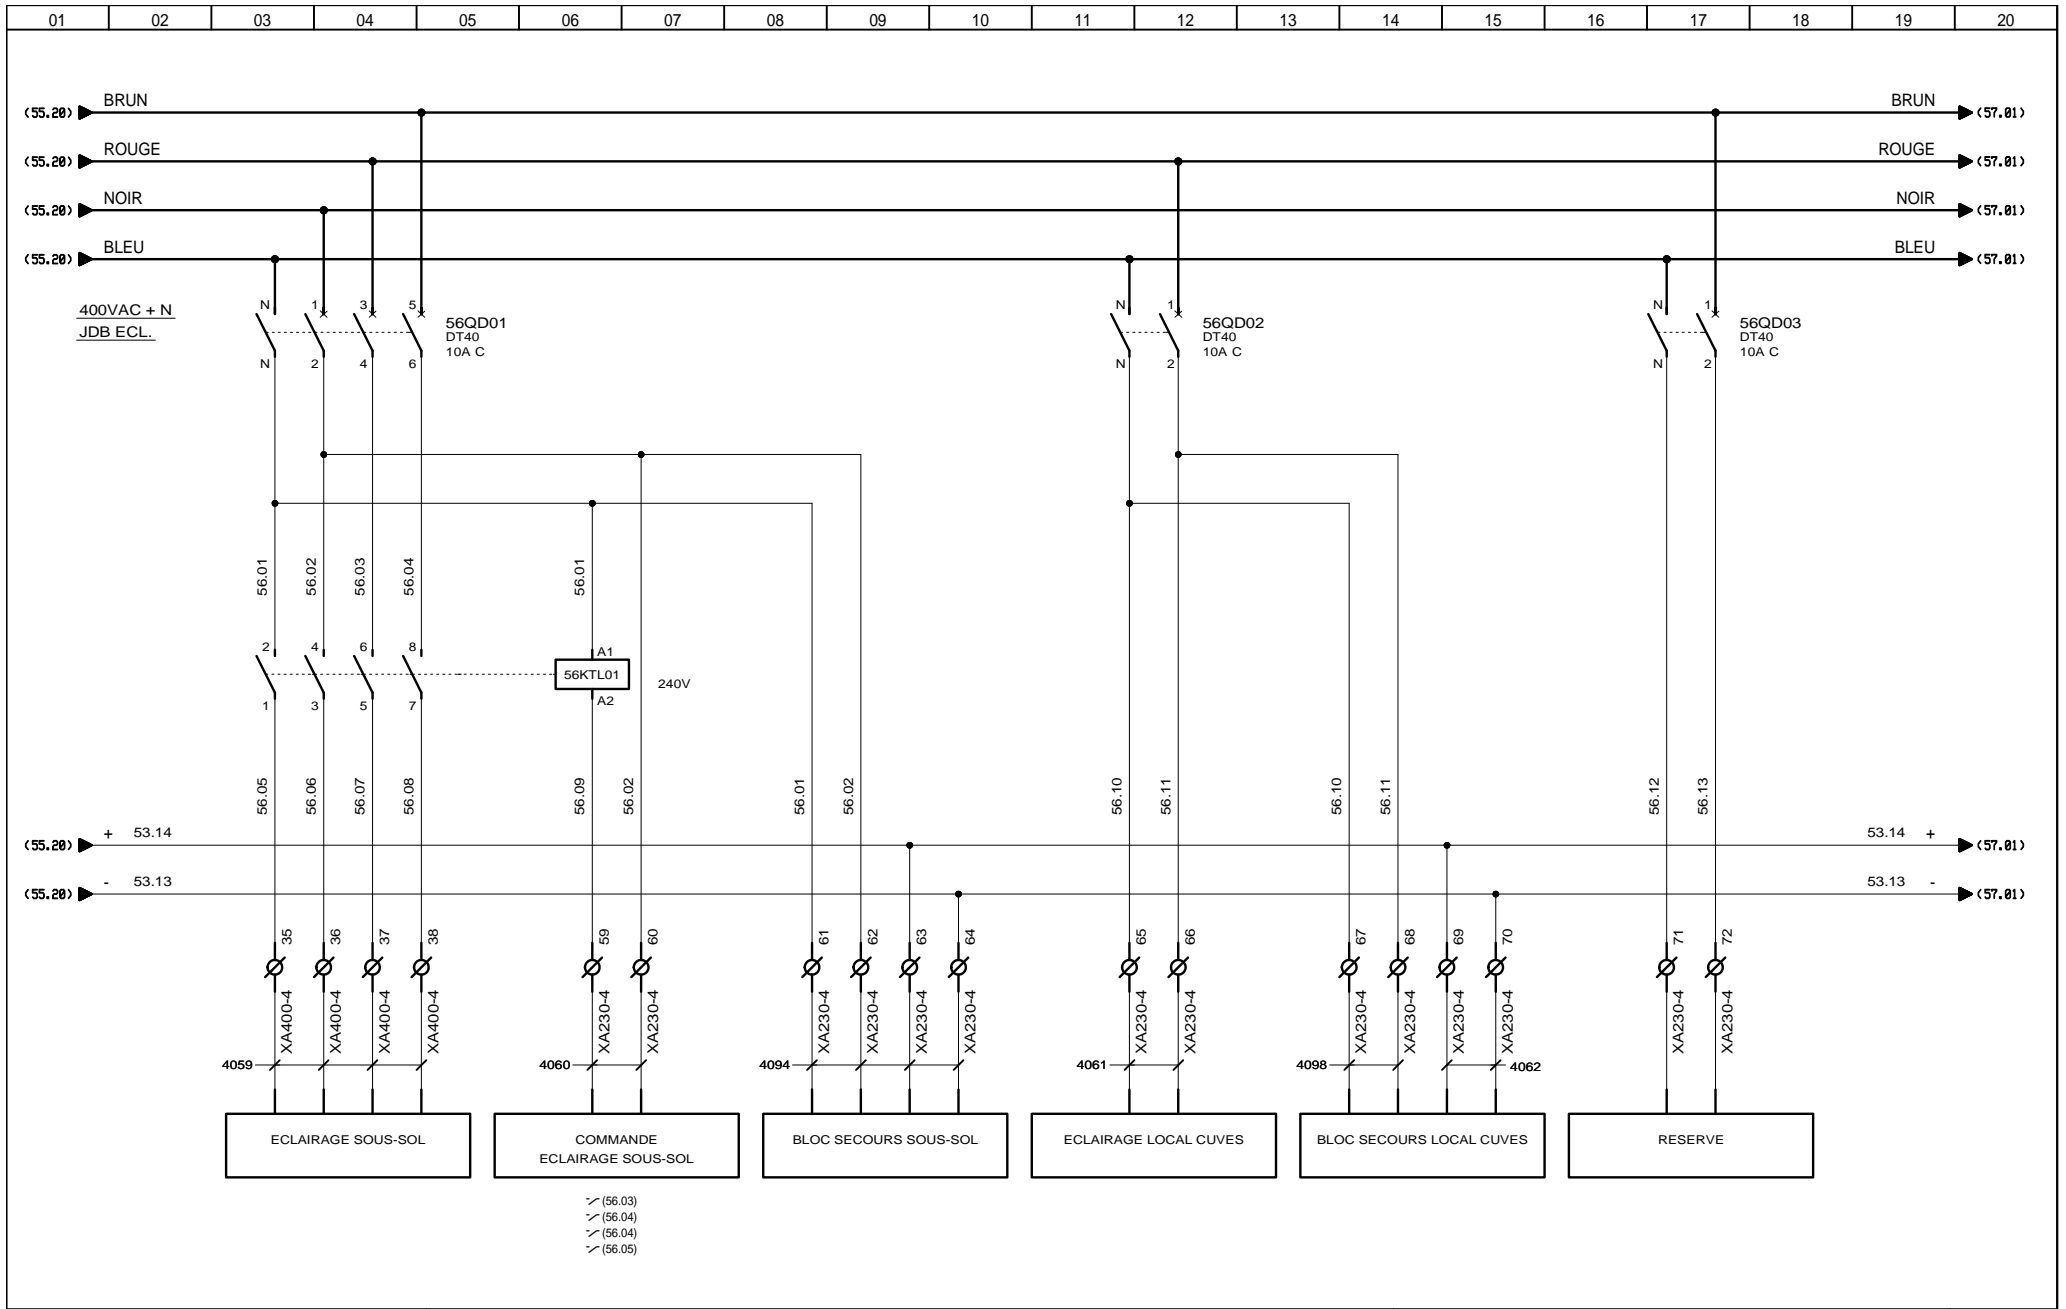 01 02 03 04 05 06 07 08 09 10 11 12 13 14 15 16 17 18 19 20
(55.20) BRUN BRUN (57.01)
(55.20) ROUGE ROUGE (57.01)
(55.20) NOIR NOIR (57.01)
(55.20) BLEU BLEU (57.01)
400VAC + N
JDB ECL.
N 1 3 5
56QD01
DT40
10A C
N 2 4 6
N 1
56QD02
DT40
10A C
N 2
N 1
56QD03
DT40
10A C
N 2
56.01 56.02 56.03 56.04 56.01
2 4 6 8
1 3 5 7
A1
56KTL01
A2
240V
56.05 56.06 56.07 56.08 56.09 56.02 56.01 56.02 56.10 56.11 56.10 56.11 56.12 56.13
(55.20) + 53.14 53.14 + (57.01)
(55.20) - 53.13 53.13 - (57.01)
35 36 37 38 59 60 61 62 63 64 65 66 67 68 69 70 71 72
XA400-4 XA400-4 XA400-4 XA400-4 XA230-4 XA230-4 XA230-4 XA230-4 XA230-4 XA230-4 XA230-4 XA230-4 XA230-4 XA230-4 XA230-4 XA230-4 XA230-4 XA230-4
4059 4060 4094 4061 4098 4062
ECLAIRAGE SOUS-SOL
COMMANDE
ECLAIRAGE SOUS-SOL
BLOC SECOURS SOUS-SOL
ECLAIRAGE LOCAL CUVES
BLOC SECOURS LOCAL CUVES
RESERVE
(56.03)
(56.04)
(56.04)
(56.05)